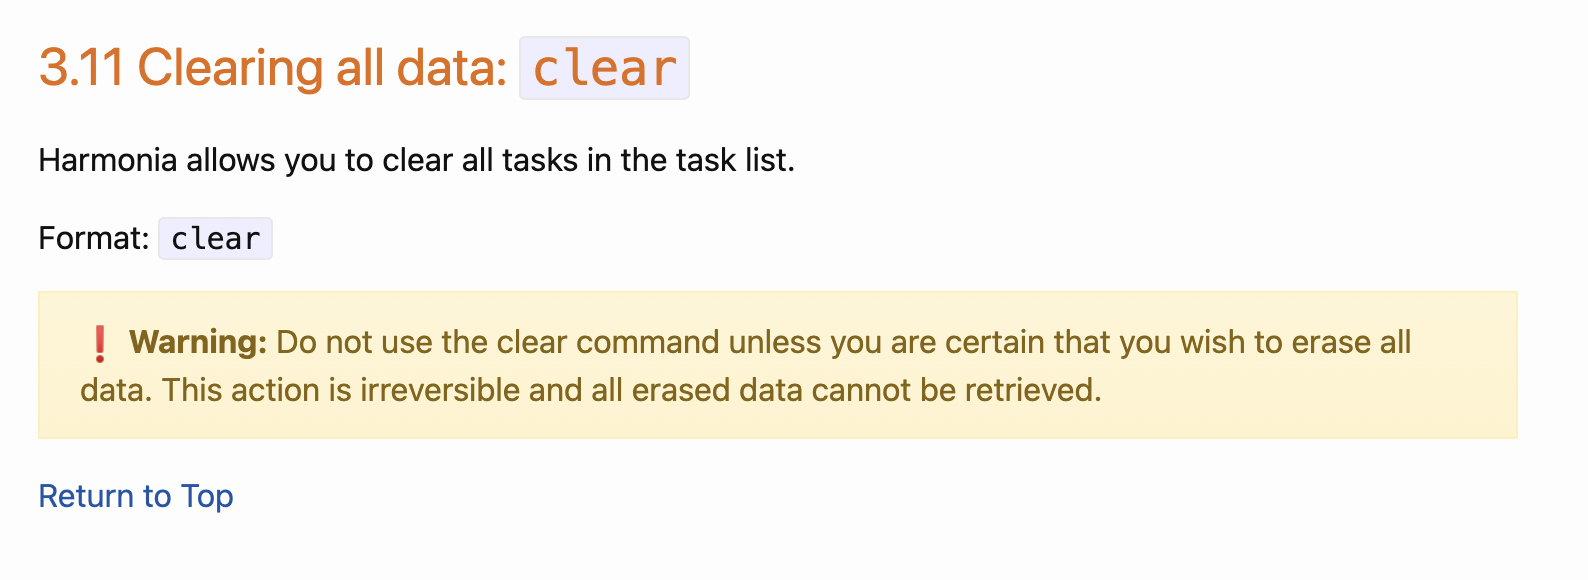 3.11 Clearing all data: clear
Harmonia allows you to clear all tasks in the task list.
Format: clear
❗ Warning: Do not use the clear command unless you are certain that you wish to erase all
data. This action is irreversible and all erased data cannot be retrieved.
Return to Top